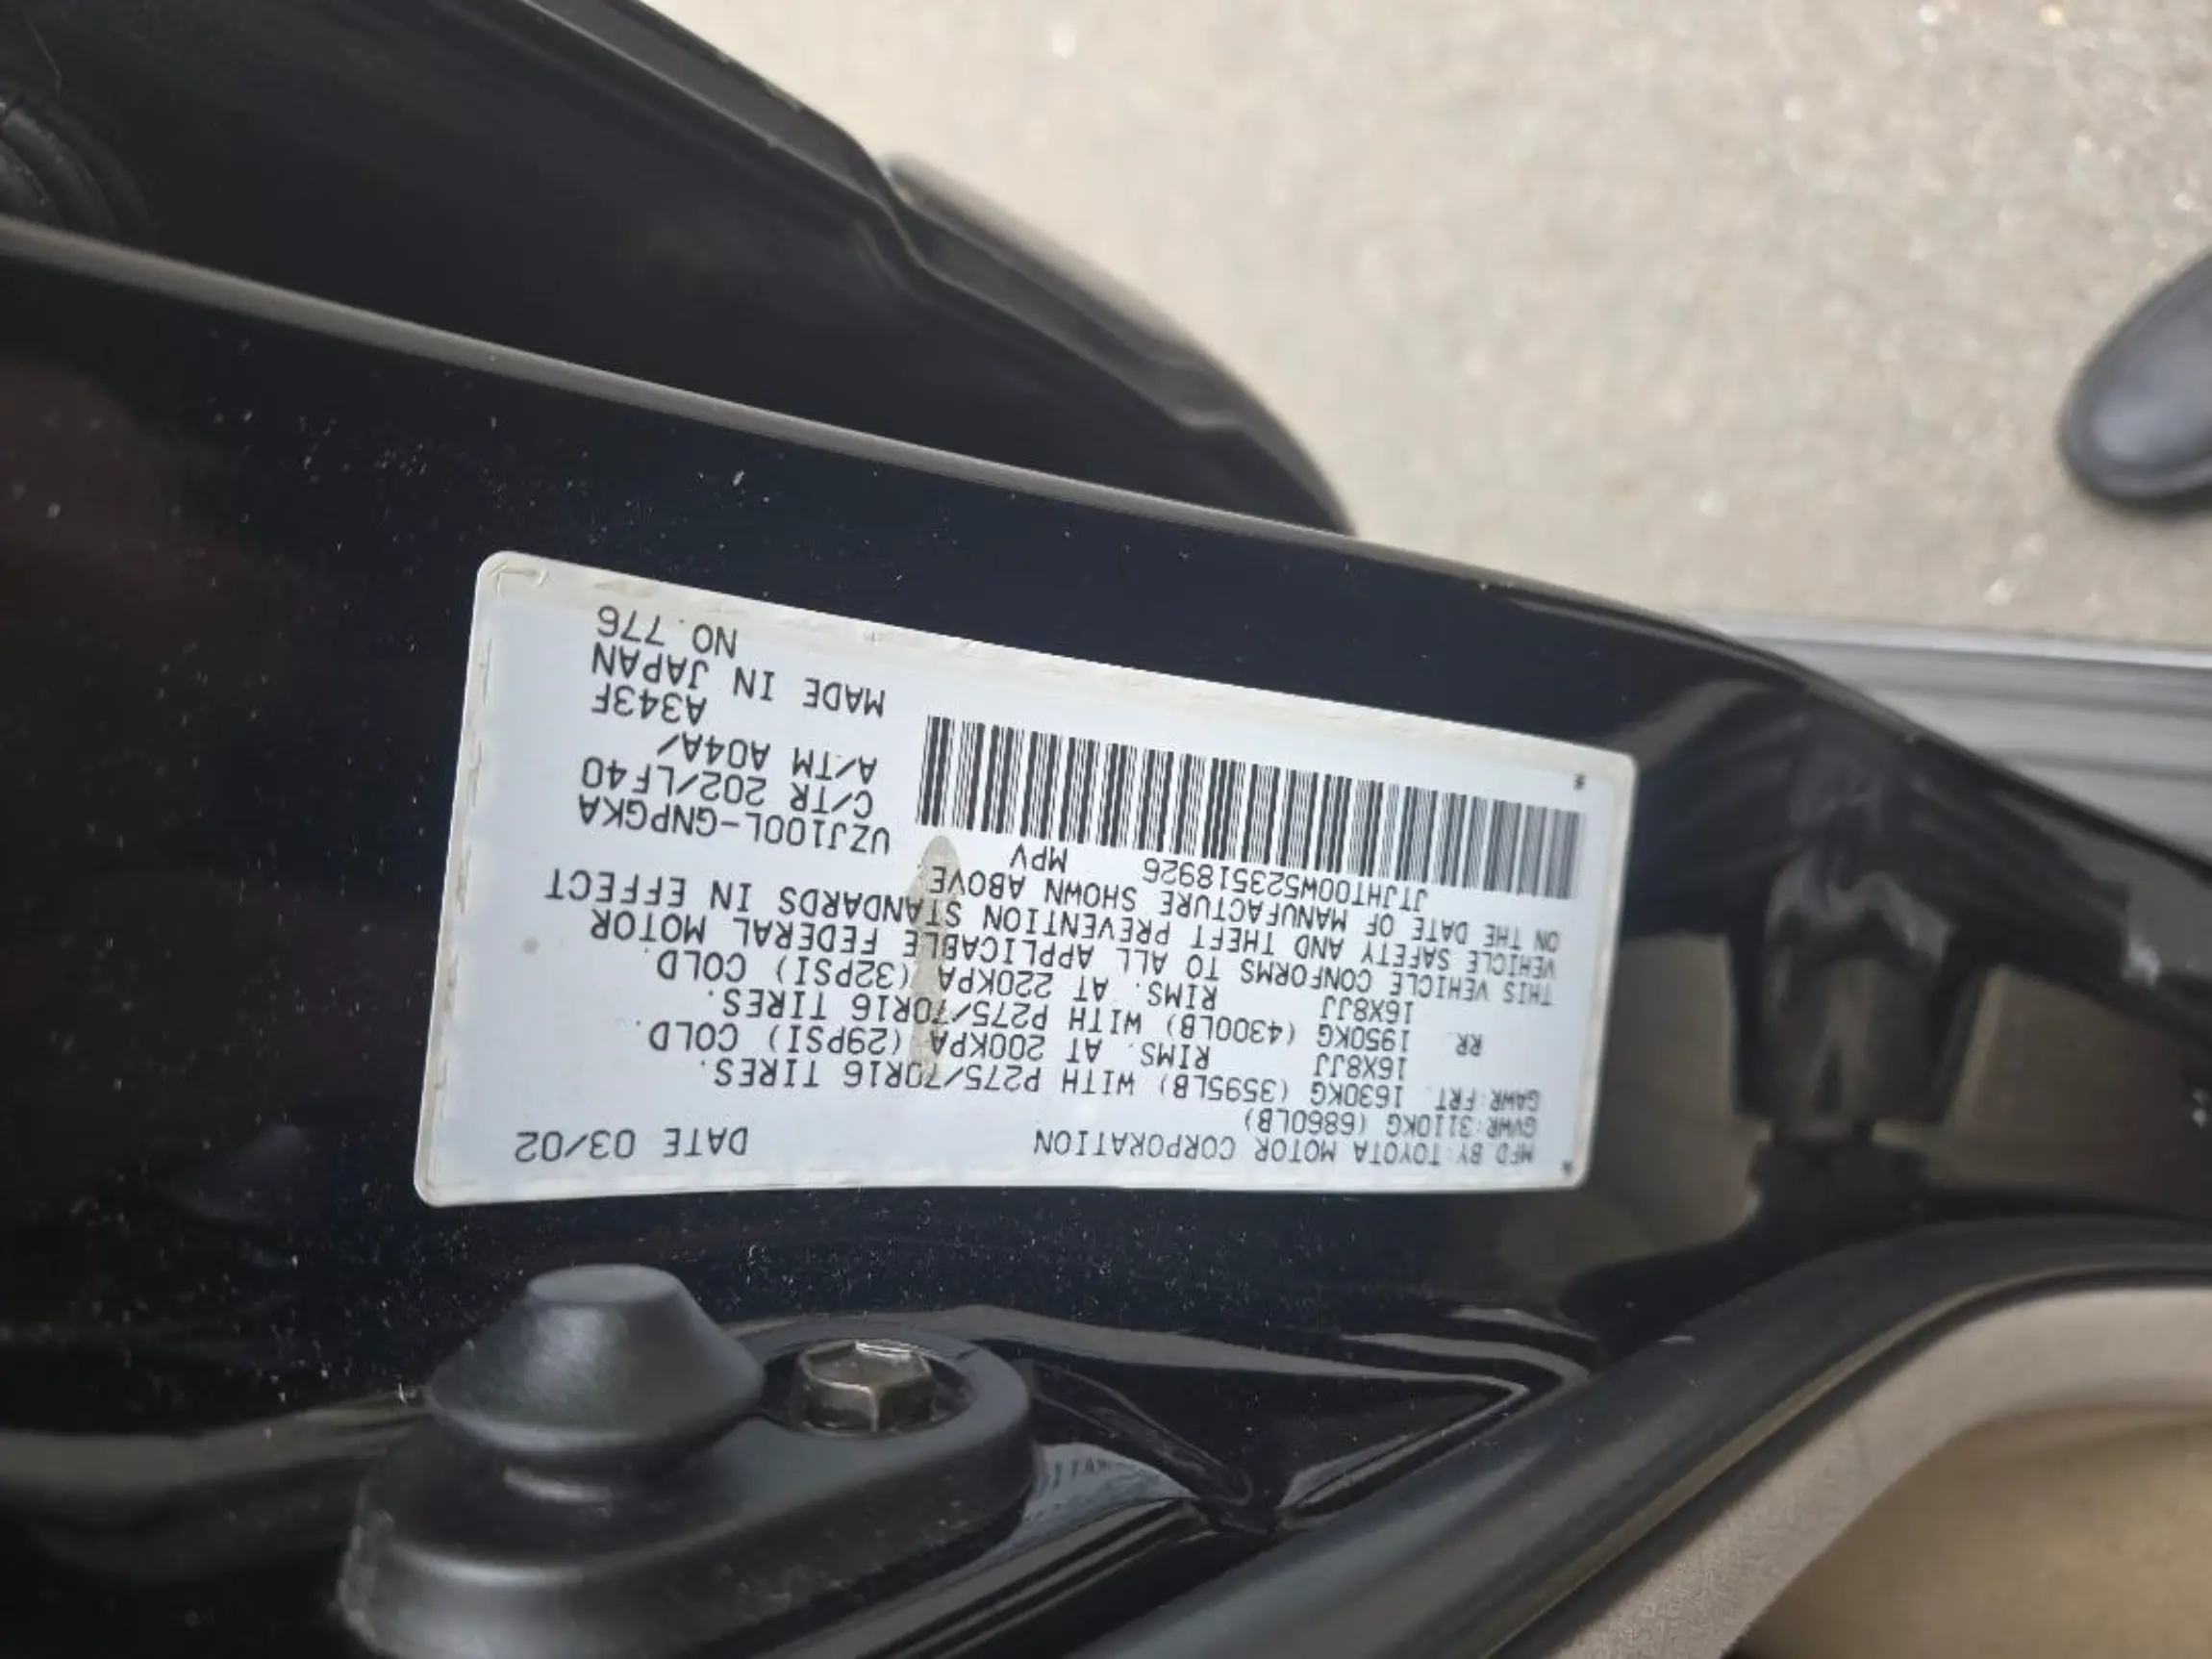 MFD BY:TOYOTA MOTOR CORPORATION DATE 03/02
GVWR:3110KG (6860LB)
GAWR:FRT. 1630KG (3595LB) WITH P275/70R16 TIRES.
16X8JJ RIMS. AT 200KPA (29PSI) COLD.
RR. 1950KG (4300LB) WITH P275/70R16 TIRES.
16X8JJ RIMS. AT 220KPA (32PSI) COLD.
THIS VEHICLE CONFORMS TO ALL APPLICABLE FEDERAL MOTOR
VEHICLE SAFETY AND THEFT PREVENTION STANDARDS IN EFFECT
ON THE DATE OF MANUFACTURE SHOWN ABOVE.
JTJHT00W523518926 MPV
UZJ100L-GNPGKA
C/TR 202/LF40
A/TM A04A/
A343F
MADE IN JAPAN
NO.776